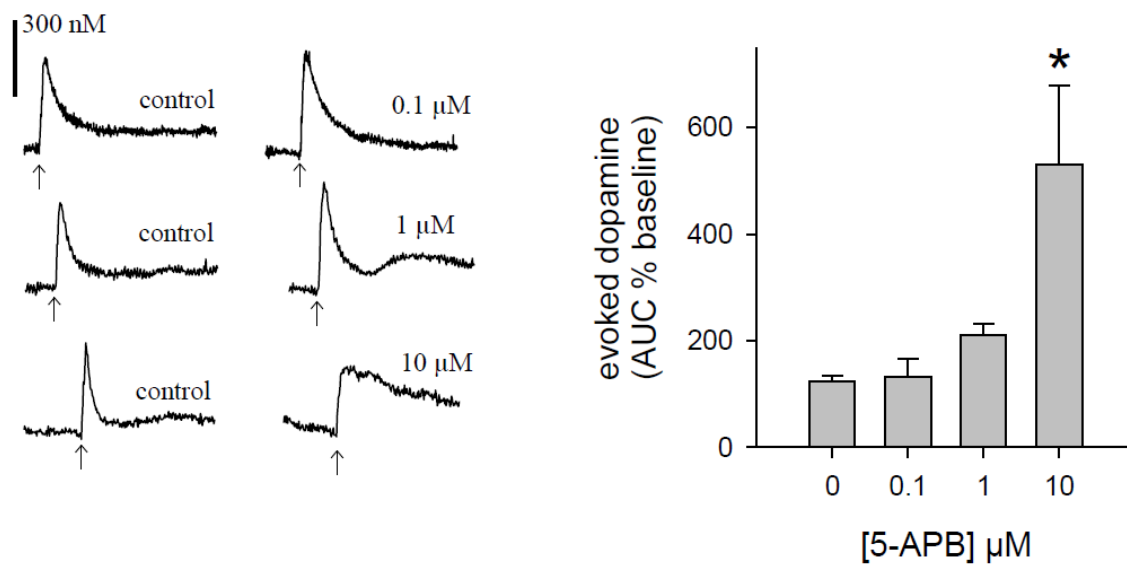 300 nM
control
0.1 µM
control
1 µM
control
10 µM
evoked dopamine
(AUC % baseline)
600
400
200
0
*
0
0.1
1
10
[5-APB] µM